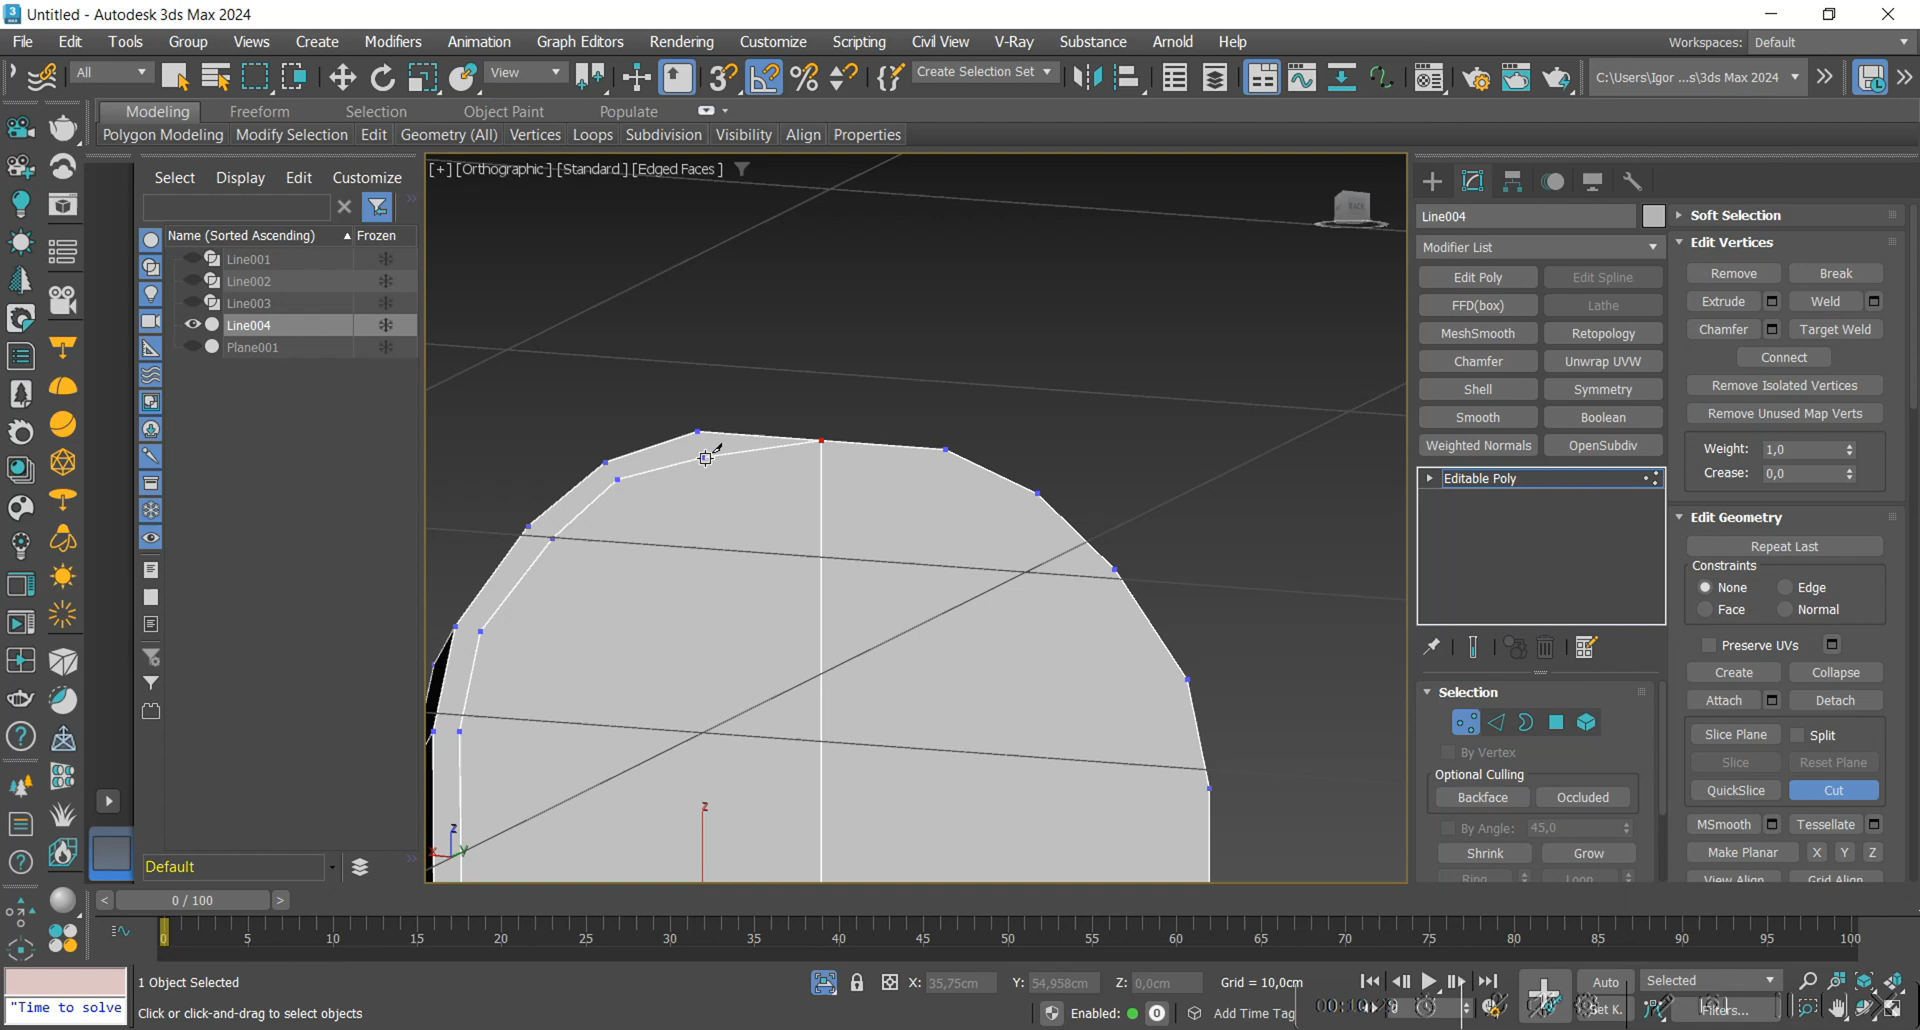 Untitled - Autodesk 3ds Max 2024
File Edit Tools Group Views Create Modifiers Animation Graph Editors Rendering Customize Scripting Civil View V-Ray Substance Arnold Help Workspaces: Default
All View Create Selection Set C:\Users\Igor ...s\3ds Max 2024
Modeling Freeform Selection Object Paint Populate
Polygon Modeling Modify Selection Edit Geometry (All) Vertices Loops Subdivision Visibility Align Properties
Select Display Edit Customize
Name (Sorted Ascending) Frozen
Line001
Line002
Line003
Line004
Plane001
Default
[+] [Orthographic] [Standard] [Edged Faces]
BACK
z
z
x
y
Line004
Modifier List
Edit Poly Edit Spline
FFD(box) Lathe
MeshSmooth Retopology
Chamfer Unwrap UVW
Shell Symmetry
Smooth Boolean
Weighted Normals OpenSubdiv
Editable Poly
Selection
By Vertex
Optional Culling
Backface Occluded
By Angle: 45,0
Shrink Grow
Ring Loop
Soft Selection
Edit Vertices
Remove Break
Extrude Weld
Chamfer Target Weld
Connect
Remove Isolated Vertices
Remove Unused Map Verts
Weight: 1,0
Crease: 0,0
Edit Geometry
Repeat Last
Constraints
None Edge
Face Normal
Preserve UVs
Create Collapse
Attach Detach
Slice Plane Split
Slice Reset Plane
QuickSlice Cut
MSmooth Tessellate
Make Planar X Y Z
View Align Grid Align
< 0 / 100 >
0 5 10 15 20 25 30 35 40 45 50 55 60 65 70 75 80 85 90 95 100
1 Object Selected X: 35,75cm Y: 54,958cm Z: 0,0cm Grid = 10,0cm Auto Selected
"Time to solve Click or click-and-drag to select objects Enabled: 0 Add Time Tag 0 Set K. Filters...